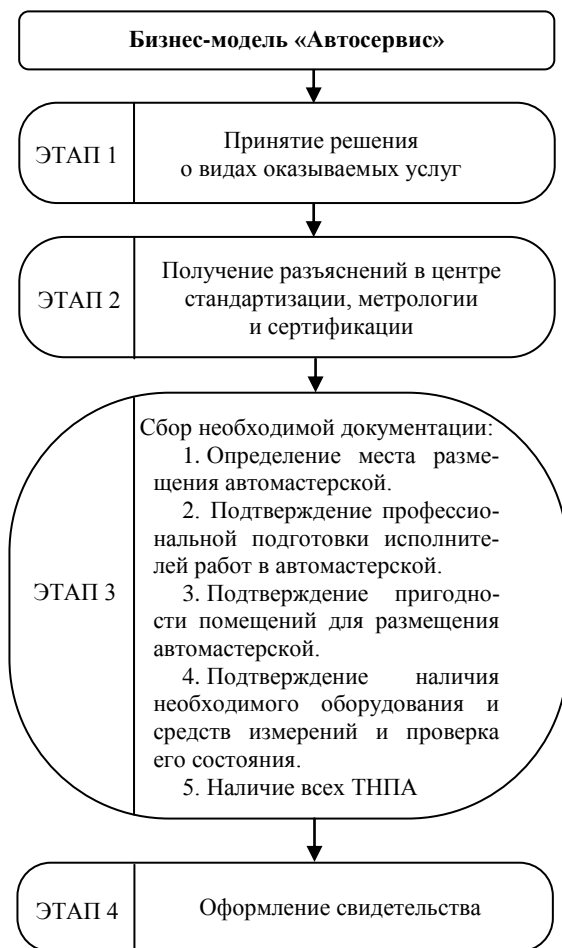 Бизнес-модель «Автосервис»
ЭТАП 1
Принятие решения
о видах оказываемых услуг
ЭТАП 2
Получение разъяснений в центре
стандартизации, метрологии
и сертификации
ЭТАП 3
Сбор необходимой документации:
1. Определение места разме-
щения автомастерской.
2. Подтверждение профессио-
нальной подготовки исполните-
лей работ в автомастерской.
3. Подтверждение пригодно-
сти помещений для размещения
автомастерской.
4. Подтверждение наличия
необходимого оборудования и
средств измерений и проверка
его состояния.
5. Наличие всех ТНПА
ЭТАП 4
Оформление свидетельства